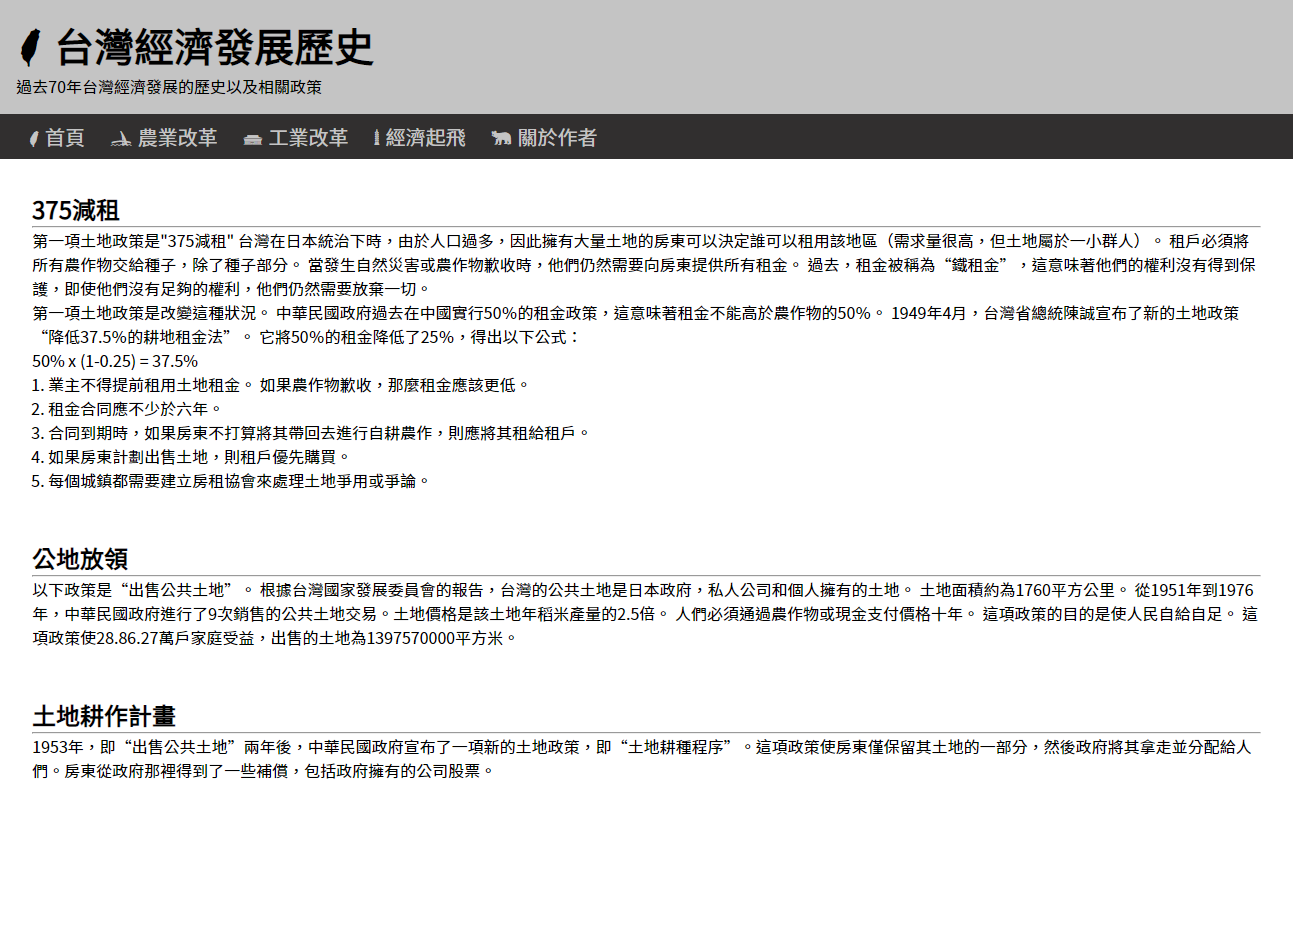 台灣經濟發展歷史
過去70年台灣經濟發展的歷史以及相關政策
首頁 農業改革 工業改革 經濟起飛 關於作者
375減租
第一項土地政策是"375減租" 台灣在日本統治下時，由於人口過多，因此擁有大量土地的房東可以決定誰可以租用該地區（需求量很高，但土地屬於一小群人）。 租戶必須將
所有農作物交給種子，除了種子部分。 當發生自然災害或農作物歉收時，他們仍然需要向房東提供所有租金。 過去，租金被稱為“鐵租金”，這意味著他們的權利沒有得到保
護，即使他們沒有足夠的權利，他們仍然需要放棄一切。
第一項土地政策是改變這種狀況。 中華民國政府過去在中國實行50%的租金政策，這意味著租金不能高於農作物的50%。 1949年4月，台灣省總統陳誠宣布了新的土地政策
“降低37.5%的耕地租金法”。 它將50%的租金降低了25%，得出以下公式：
50% x (1-0.25) = 37.5%
1. 業主不得提前租用土地租金。 如果農作物歉收，那麼租金應該更低。
2. 租金合同應不少於六年。
3. 合同到期時，如果房東不打算將其帶回去進行自耕農作，則應將其租給租戶。
4. 如果房東計劃出售土地，則租戶優先購買。
5. 每個城鎮都需要建立房租協會來處理土地爭用或爭論。
公地放領
以下政策是“出售公共土地”。 根據台灣國家發展委員會的報告，台灣的公共土地是日本政府，私人公司和個人擁有的土地。 土地面積約為1760平方公里。 從1951年到1976
年，中華民國政府進行了9次銷售的公共土地交易。土地價格是該土地年稻米產量的2.5倍。 人們必須通過農作物或現金支付價格十年。 這項政策的目的是使人民自給自足。 這
項政策使28.86.27萬戶家庭受益，出售的土地為1397570000平方米。
土地耕作計畫
1953年，即“出售公共土地”兩年後，中華民國政府宣布了一項新的土地政策，即“土地耕種程序”。這項政策使房東僅保留其土地的一部分，然後政府將其拿走並分配給人
們。房東從政府那裡得到了一些補償，包括政府擁有的公司股票。